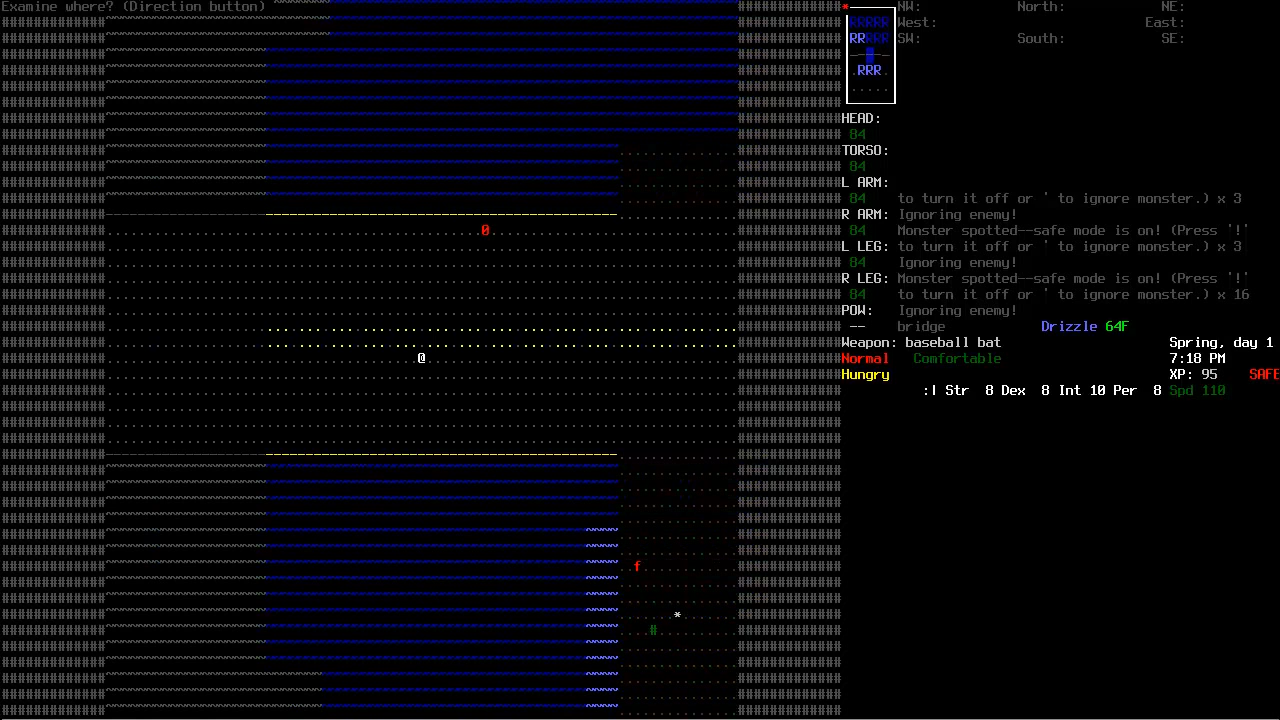 Examine where? (Direction button)
NW: North: NE:
West: East:
SW: South: SE:
RRRRR
RRRRR
RRR
HEAD:
84
TORSO:
84
L ARM:
84 to turn it off or ' to ignore monster.) x 3
R ARM: Ignoring enemy!
84 Monster spotted--safe mode is on! (Press '!'
L LEG: to turn it off or ' to ignore monster.) x 3
84 Ignoring enemy!
R LEG: Monster spotted--safe mode is on! (Press '!'
84 to turn it off or ' to ignore monster.) x 16
POW: Ignoring enemy!
-- bridge Drizzle 64F
Weapon: baseball bat Spring, day 1
Normal Comfortable 7:18 PM
Hungry XP: 95 SAFE
:| Str 8 Dex 8 Int 10 Per 8 Spd 110
0
@
f
*
#